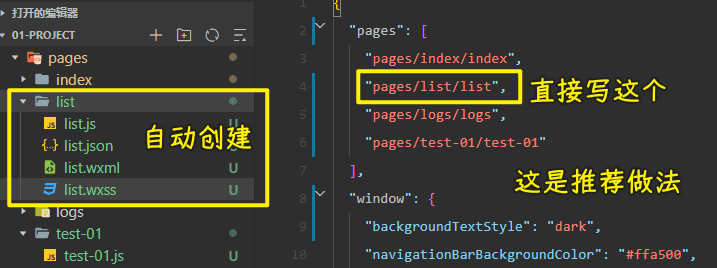 打开的编辑器
01-PROJECT
pages
index
list
list.js U
list.json U
list.wxml U
list.wxss U
logs
test-01
test-01.js U
自动创建
1 {
2 "pages": [
3 "pages/index/index",
4 "pages/list/list",
5 "pages/logs/logs",
6 "pages/test-01/test-01"
7 ],
8 "window": {
9 "backgroundTextStyle": "dark",
10 "navigationBarBackgroundColor": "#ffa500",
直接写这个
这是推荐做法